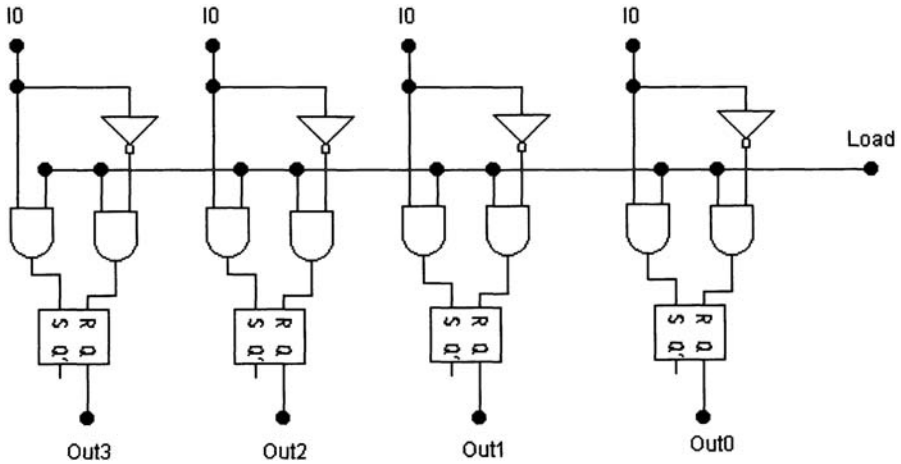 I0 I0 I0 I0
Load
S R S R S R S R
Q' Q Q' Q Q' Q Q' Q
Out3 Out2 Out1 Out0